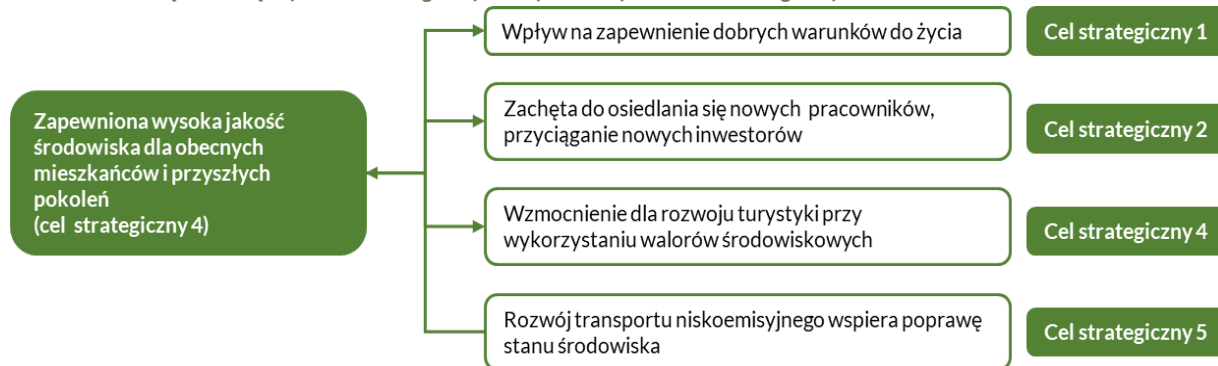 Wpływ na zapewnienie dobrych warunków do życia
Cel strategiczny 1
Zapewniona wysoka jakość
środowiska dla obecnych
mieszkańców i przyszłych
pokoleń
(cel strategiczny 4)
Zachęta do osiedlania się nowych pracowników,
przyciąganie nowych inwestorów
Cel strategiczny 2
Wzmocnienie dla rozwoju turystyki przy
wykorzystaniu walorów środowiskowych
Cel strategiczny 4
Rozwój transportu niskoemisyjnego wspiera poprawę
stanu środowiska
Cel strategiczny 5